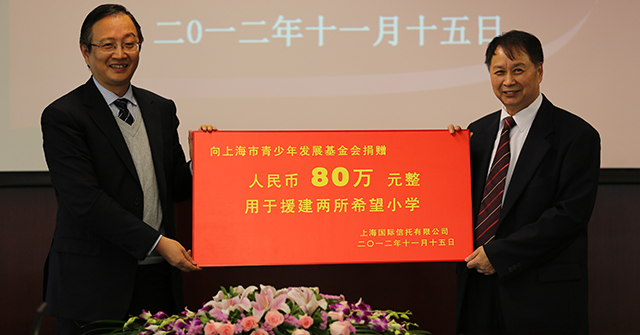 二〇一二年十一月十五日
向上海市青少年发展基金会捐赠
人民币 80万 元整
用于援建两所希望小学
上海国际信托有限公司
二〇一二年十一月十五日